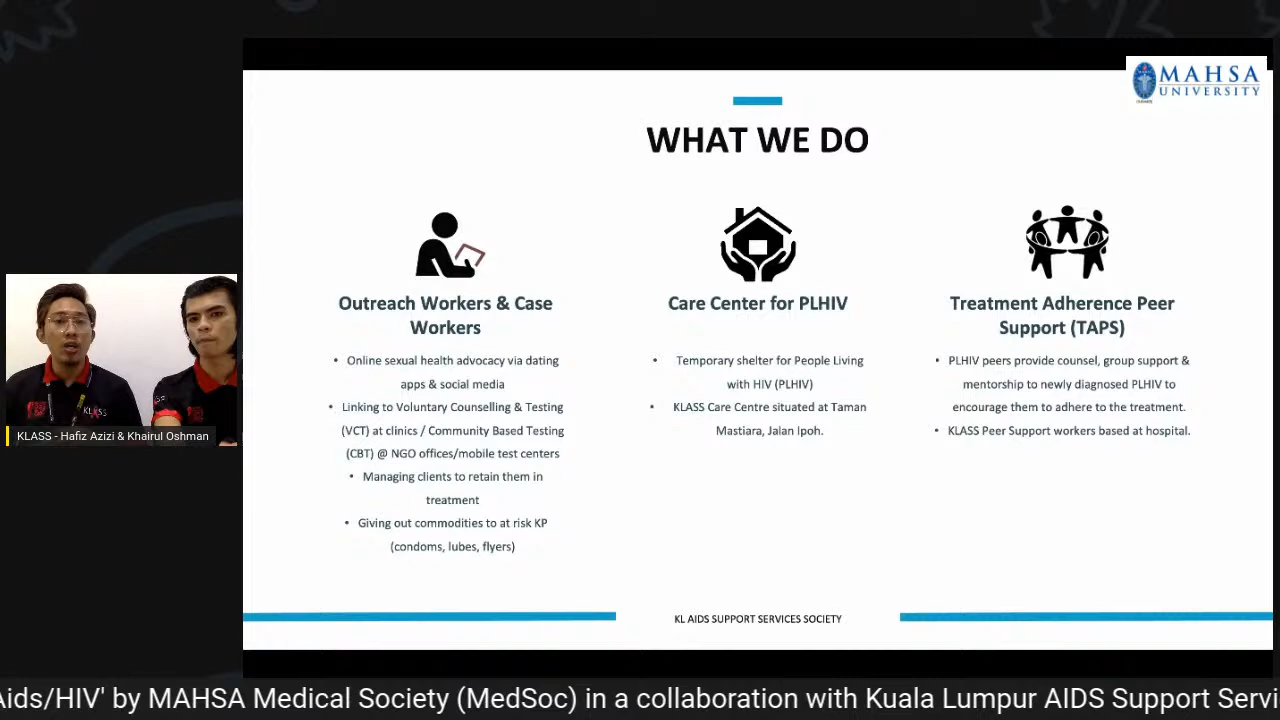 MAHSA
UNIVERSITY
WHAT WE DO
Outreach Workers & Case
Workers
• Online sexual health advocacy via dating
apps & social media
• Linking to Voluntary Counselling & Testing
(VCT) at clinics / Community Based Testing
(CBT) @ NGO offices/mobile test centers
• Managing clients to retain them in
treatment
• Giving out commodities to at risk KP
(condoms, lubes, flyers)
Care Center for PLHIV
• Temporary shelter for People Living
with HIV (PLHIV)
• KLASS Care Centre situated at Taman
Mastiara, Jalan Ipoh.
Treatment Adherence Peer
Support (TAPS)
• PLHIV peers provide counsel, group support &
mentorship to newly diagnosed PLHIV to
encourage them to adhere to the treatment.
• KLASS Peer Support workers based at hospital.
KLASS
KLASS - Hafiz Azizi & Khairul Oshman
KL AIDS SUPPORT SERVICES SOCIETY
Aids/HIV' by MAHSA Medical Society (MedSoc) in a collaboration with Kuala Lumpur AIDS Support Servi